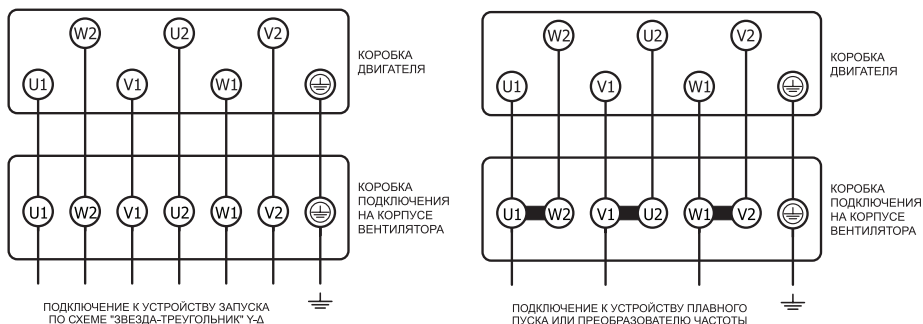 W2 U2 V2
U1 V1 W1
КОРОБКА
ДВИГАТЕЛЯ
U1 W2 V1 U2 W1 V2
КОРОБКА
ПОДКЛЮЧЕНИЯ
НА КОРПУСЕ
ВЕНТИЛЯТОРА
ПОДКЛЮЧЕНИЕ К УСТРОЙСТВУ ЗАПУСКА
ПО СХЕМЕ "ЗВЕЗДА-ТРЕУГОЛЬНИК" Y-Δ
W2 U2 V2
U1 V1 W1
КОРОБКА
ДВИГАТЕЛЯ
U1 W2 V1 U2 W1 V2
КОРОБКА
ПОДКЛЮЧЕНИЯ
НА КОРПУСЕ
ВЕНТИЛЯТОРА
ПОДКЛЮЧЕНИЕ К УСТРОЙСТВУ ПЛАВНОГО
ПУСКА ИЛИ ПРЕОБРАЗОВАТЕЛЮ ЧАСТОТЫ